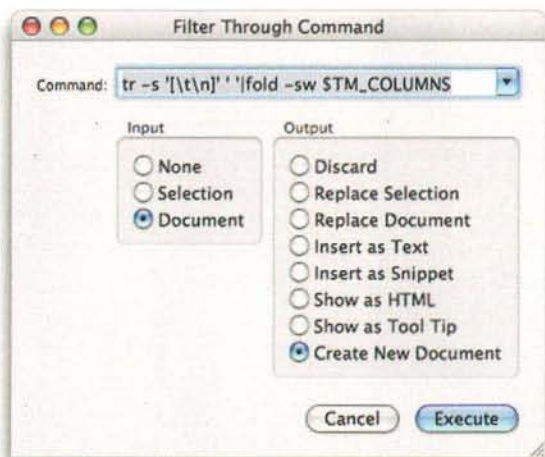 Filter Through Command
Command: tr -s '[\t\n]' ' '|fold -sw $TM_COLUMNS
Input
None
Selection
Document
Output
Discard
Replace Selection
Replace Document
Insert as Text
Insert as Snippet
Show as HTML
Show as Tool Tip
Create New Document
Cancel
Execute